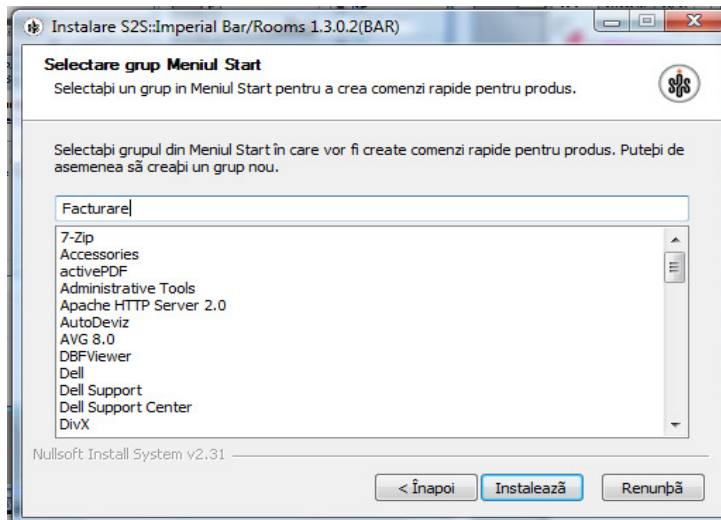 Instalare S2S::Imperial Bar/Rooms 1.3.0.2(BAR)
Selectare grup Meniul Start
Selectaþi un grup in Meniul Start pentru a crea comenzi rapide pentru produs.
sis
Selectaþi grupul din Meniul Start în care vor fi create comenzi rapide pentru produs. Puteþi de
asemenea sã creaþi un grup nou.
Facturare
7-Zip
Accessories
activePDF
Administrative Tools
Apache HTTP Server 2.0
AutoDeviz
AVG 8.0
DBFViewer
Dell
Dell Support
Dell Support Center
DivX
Nullsoft Install System v2.31
< Înapoi
Instaleazã
Renunþã